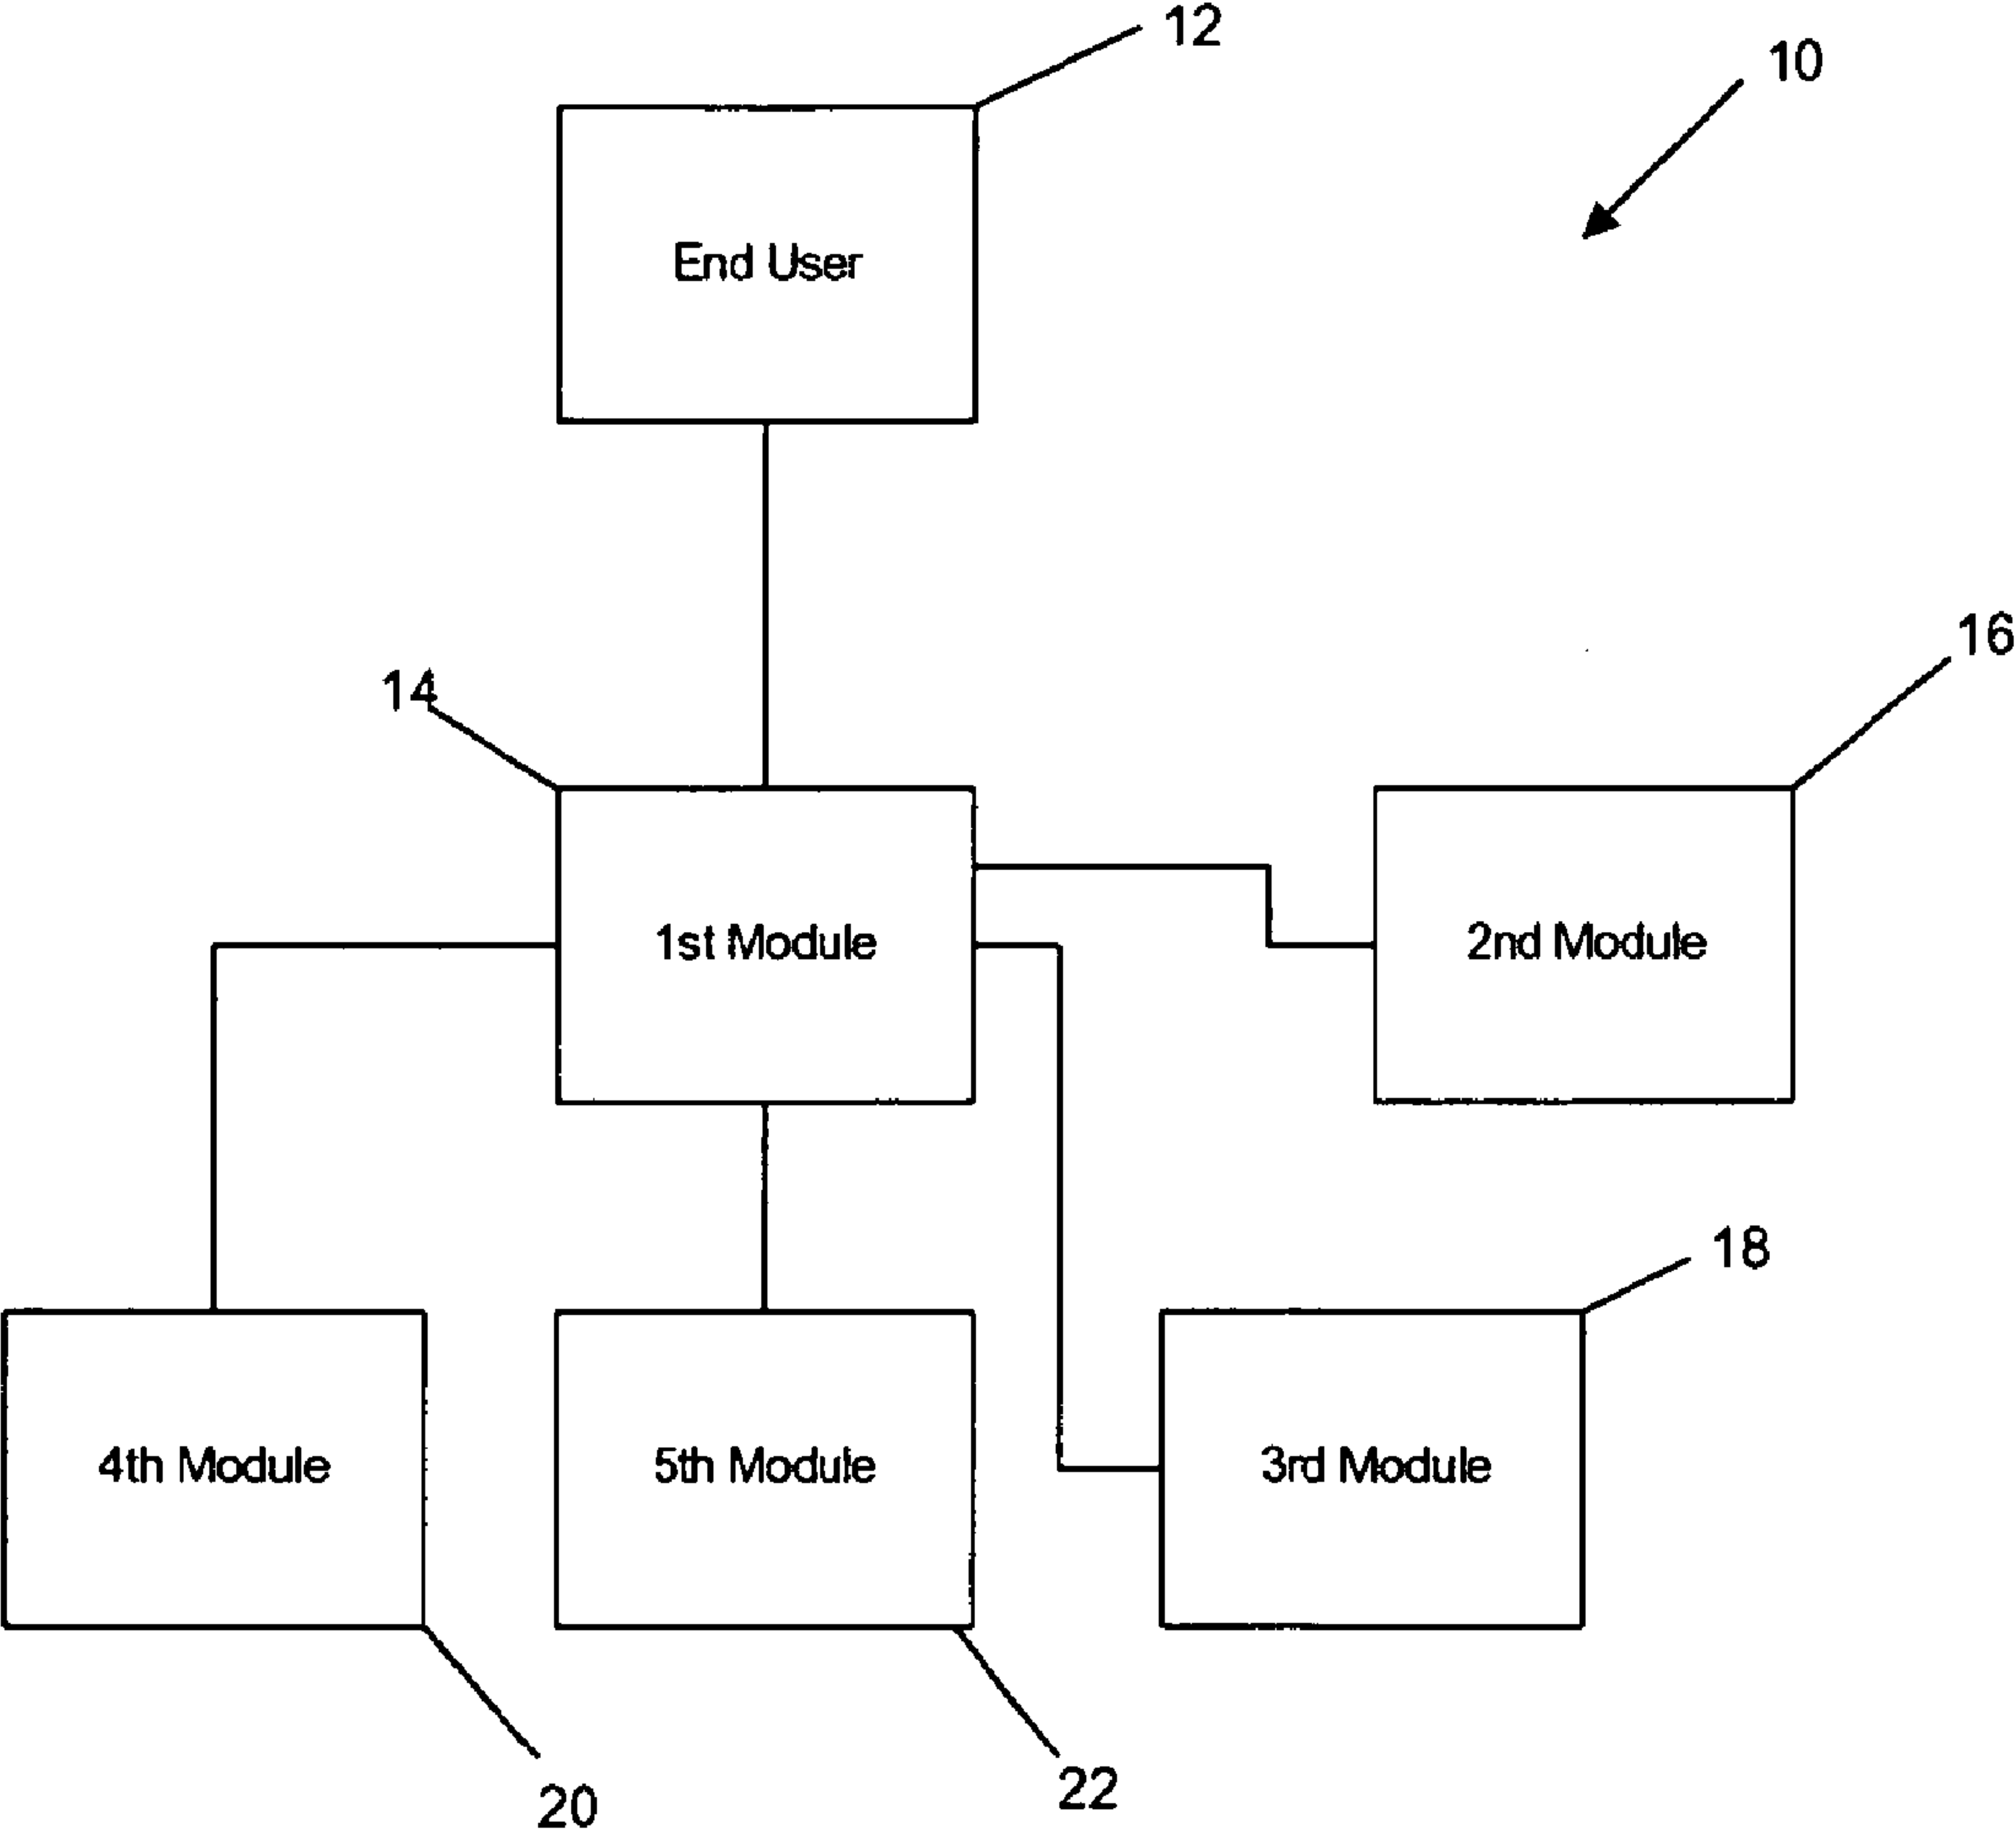 12
10
End User
14
16
1st Module
2nd Module
18
4th Module
5th Module
3rd Module
20
22